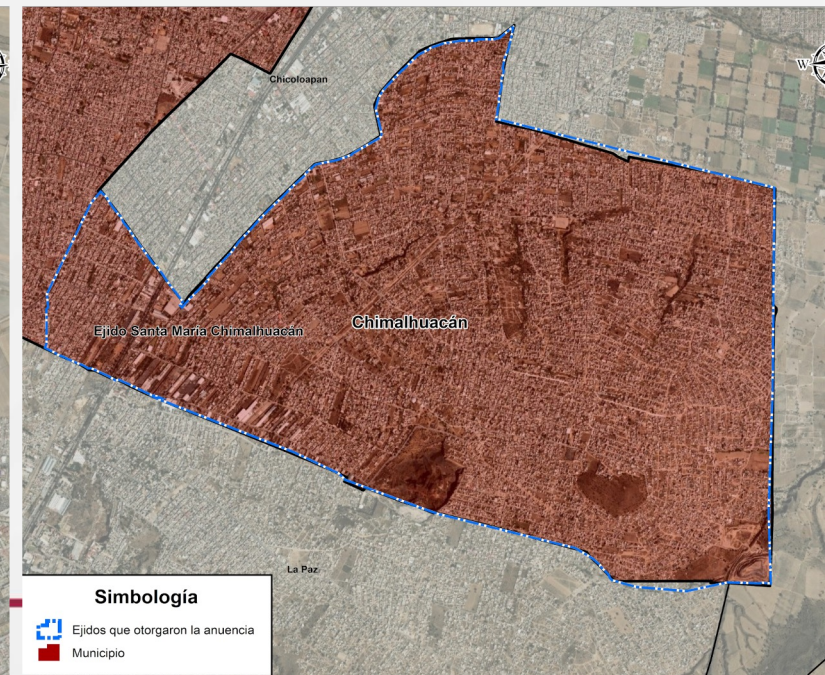 Chicoloapan
W
Chimalhuacán
Ejido Santa María Chimalhuacán
La Paz
Simbología
Ejidos que otorgaron la anuencia
Municipio